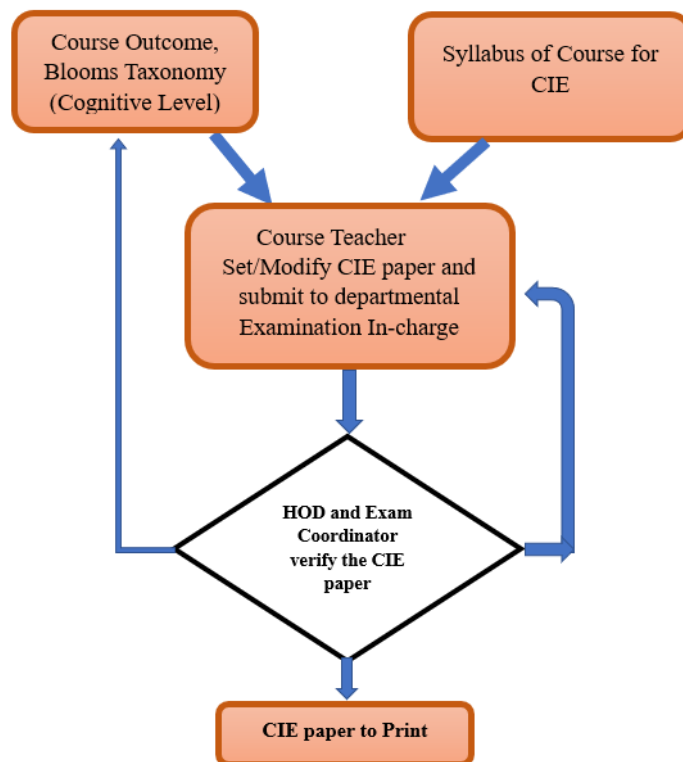 Course Outcome,
Blooms Taxonomy
(Cognitive Level)
Syllabus of Course for
CIE
Course Teacher
Set/Modify CIE paper and
submit to departmental
Examination In-charge
HOD and Exam
Coordinator
verify the CIE
paper
CIE paper to Print